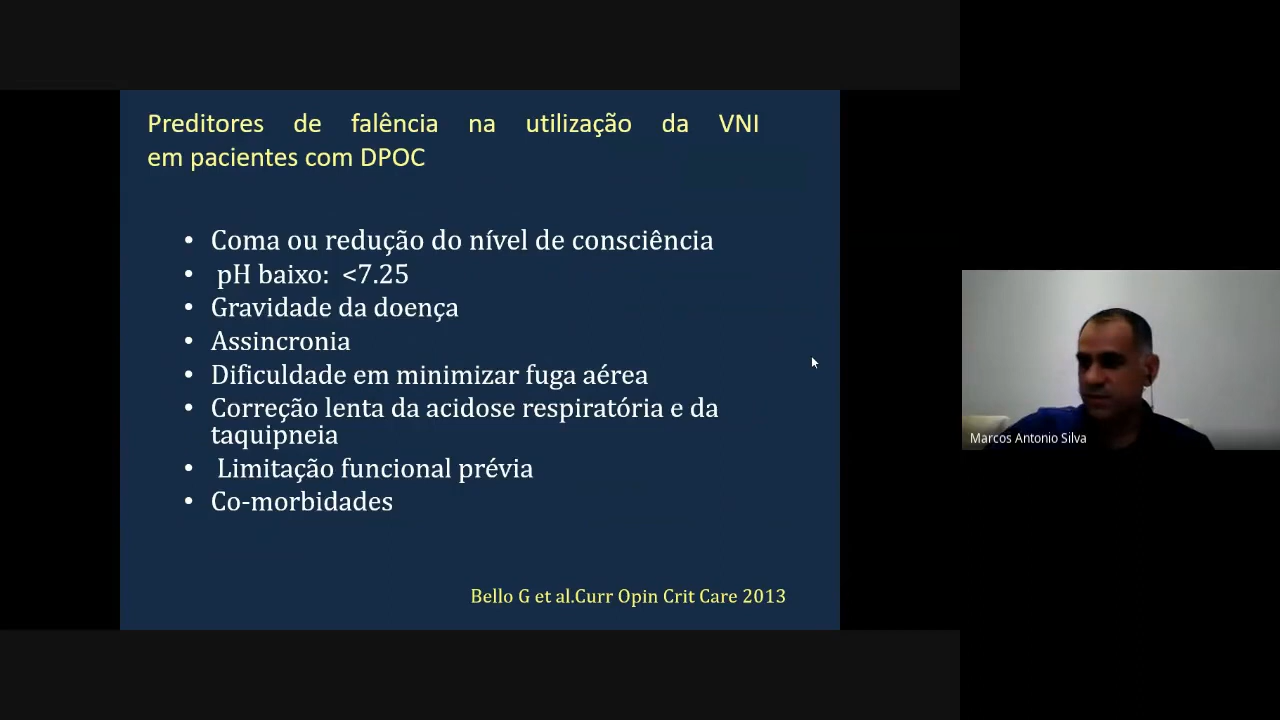 Preditores de falência na utilização da VNI
em pacientes com DPOC
• Coma ou redução do nível de consciência
• pH baixo: <7.25
• Gravidade da doença
• Assincronia
• Dificuldade em minimizar fuga aérea
• Correção lenta da acidose respiratória e da
taquipneia
• Limitação funcional prévia
• Co-morbidades
Bello G et al.Curr Opin Crit Care 2013
Marcos Antonio Silva